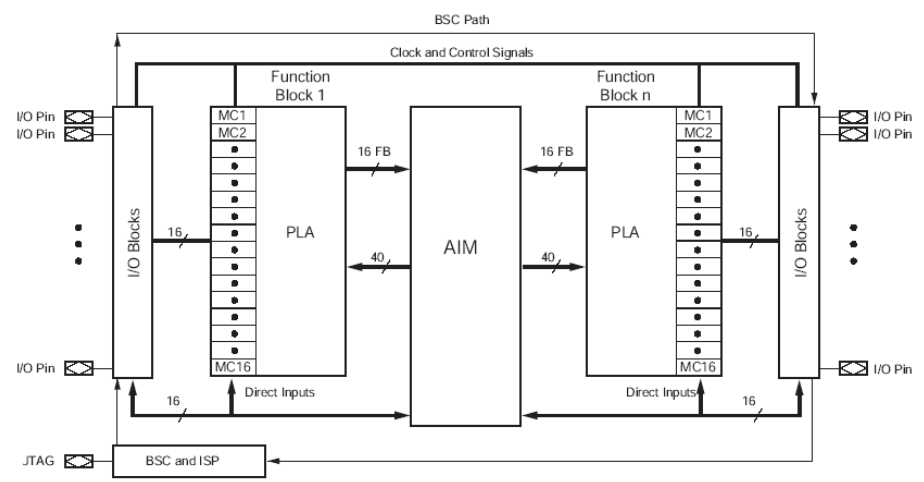 BSC Path
Clock and Control Signals
Function
Block 1
Function
Block n
I/O Pin
MC1
MC1
I/O Pin
I/O Pin
MC2
MC2
I/O Pin
16 FB
16 FB
I/O Blocks
16
PLA
AIM
PLA
16
I/O Blocks
40
40
I/O Pin
MC16
MC16
I/O Pin
Direct Inputs
Direct Inputs
16
16
JTAG
BSC and ISP